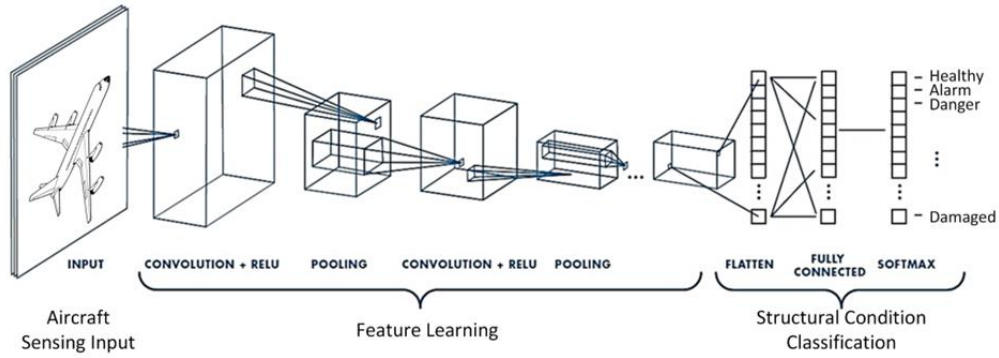 Healthy
Alarm
Danger
Damaged
INPUT
CONVOLUTION + RELU
POOLING
CONVOLUTION + RELU
POOLING
FLATTEN
FULLY
CONNECTED
SOFTMAX
Aircraft
Sensing Input
Feature Learning
Structural Condition
Classification